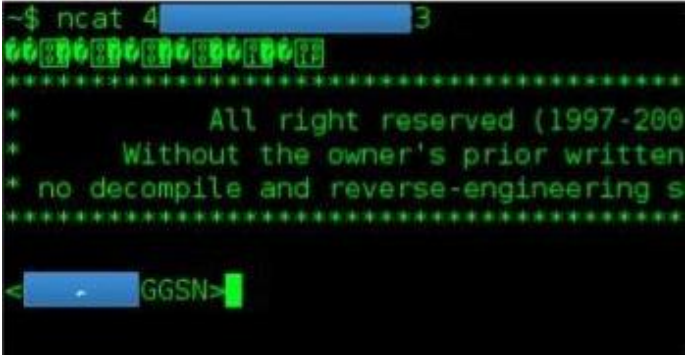 ~$ ncat 4 3
****************************************
* All right reserved (1997-200
* Without the owner's prior written
* no decompile and reverse-engineering s
****************************************
< GGSN>